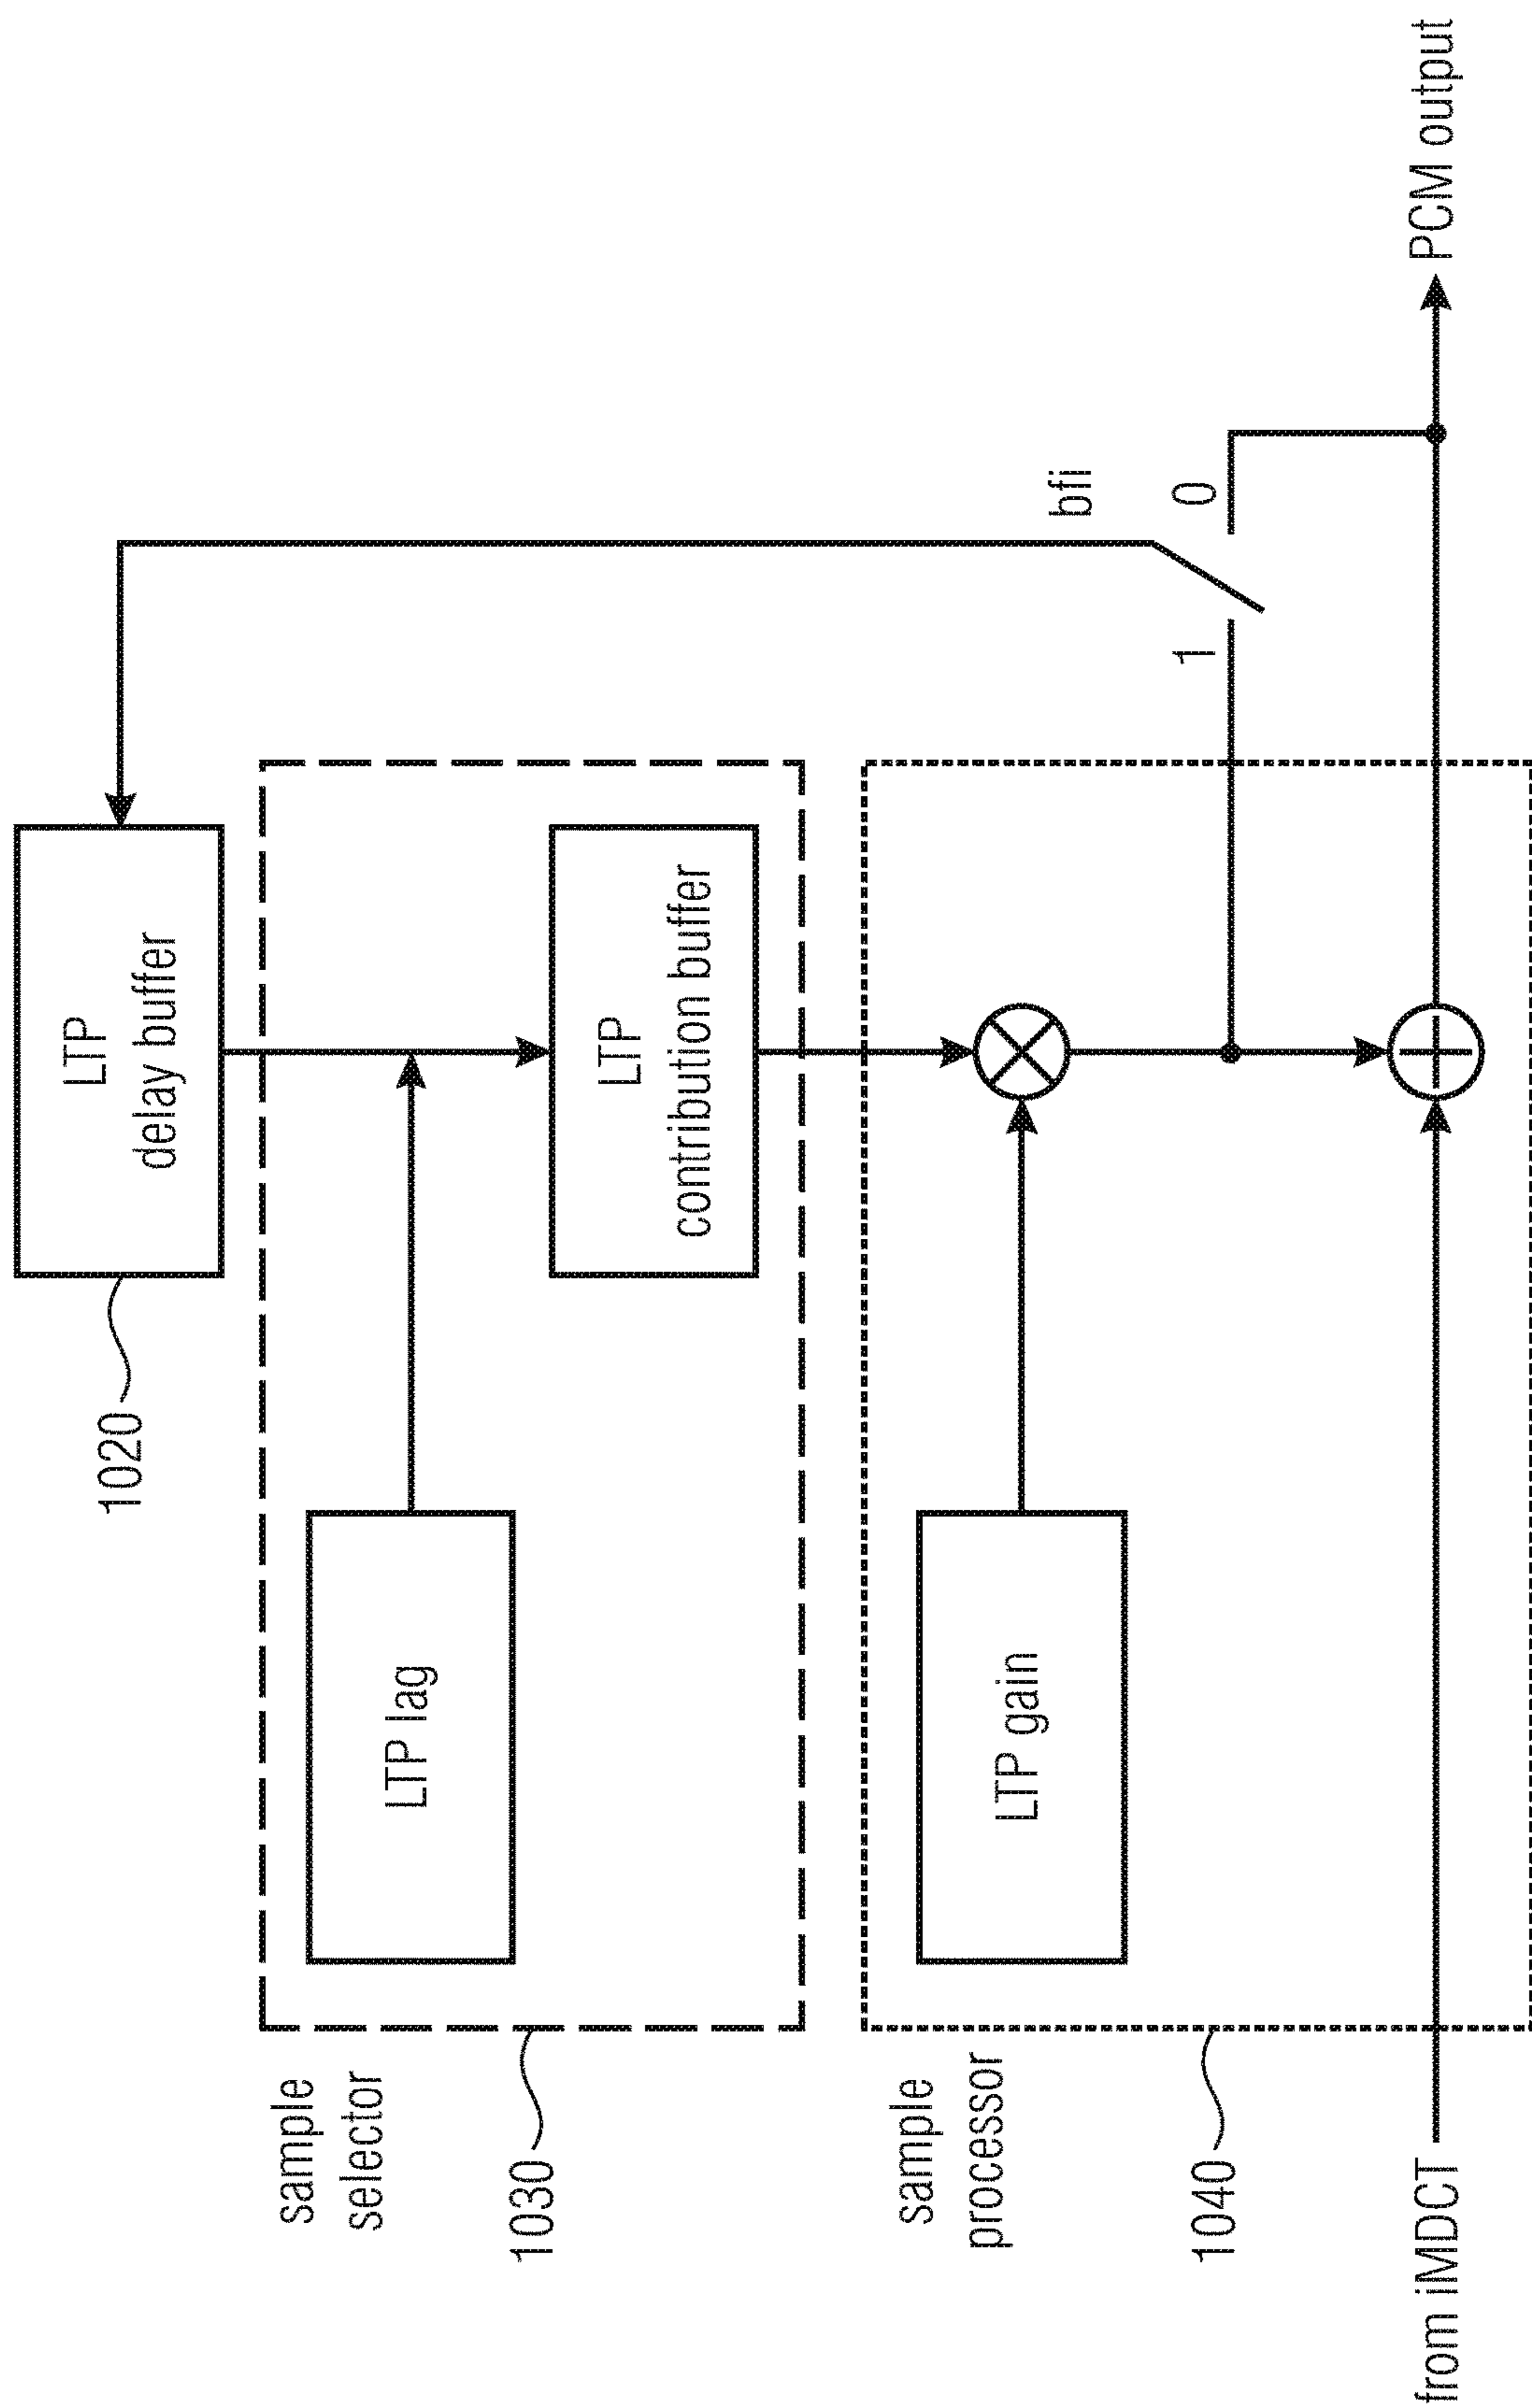 1020
LTP
delay buffer
sample
selector
1030
LTP lag
LTP
contribution buffer
sample
processor
1040
LTP gain
bfi
1
0
from iMDCT
PCM output